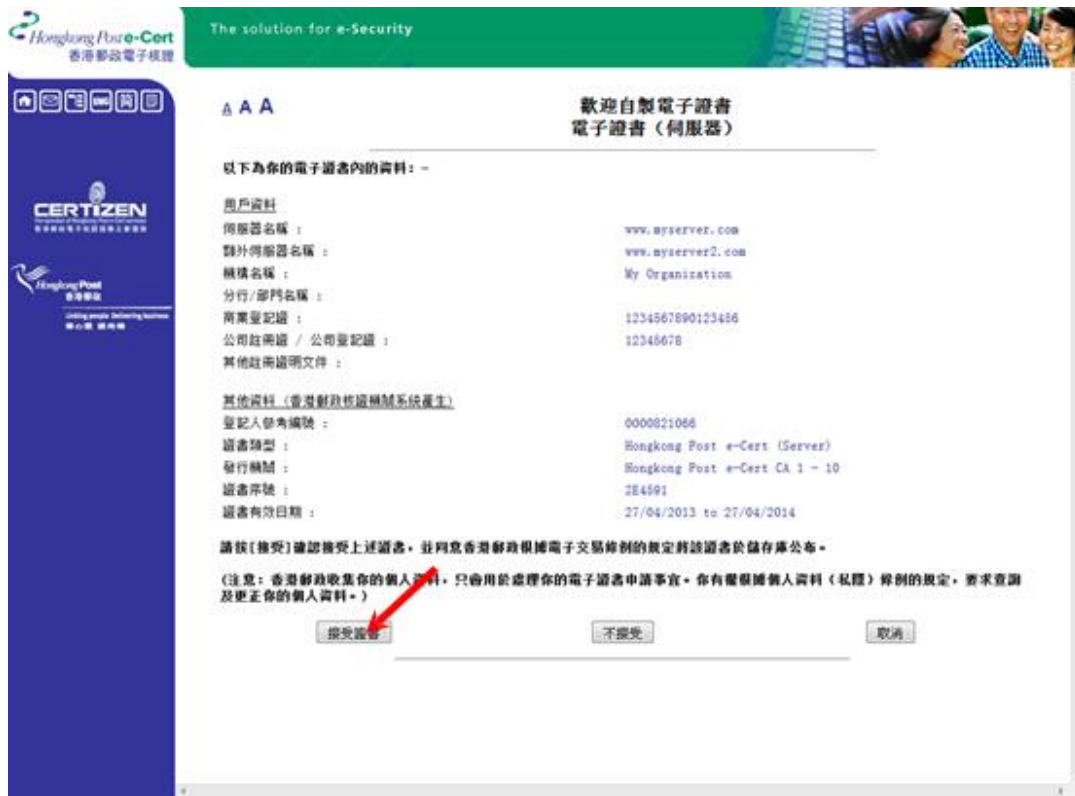 Hongkong Post e-Cert
香港郵政電子核證
The solution for e-Security
A A A
歡迎自製電子證書
電子證書（伺服器）
以下為你的電子證書內的資料：-
用戶資料
伺服器名稱 : www.myserver.com
額外伺服器名稱 : www.myserver2.com
機構名稱 : My Organization
分行/部門名稱 :
商業登記證 : 1234567890123456
公司註冊證 / 公司登記證 : 12345678
其他註冊證明文件 :
其他資料（香港郵政核證機關系統產生）
登記人參考編號 : 0000821066
證書類型 : Hongkong Post e-Cert (Server)
發行機關 : Hongkong Post e-Cert CA 1 - 10
證書序號 : 2E4591
證書有效日期 : 27/04/2013 to 27/04/2014
請按[接受]確認接受上述證書，並同意香港郵政根據電子交易條例的規定將該證書於儲存庫公布。
(注意：香港郵政收集你的個人資料，只會用於處理你的電子證書申請事宜。你有權根據個人資料（私隱）條例的規定，要求查詢
及更正你的個人資料。)
接受證書 不接受 取消
CERTIZEN
Hongkong Post
香港郵政
Linking people Delivering business